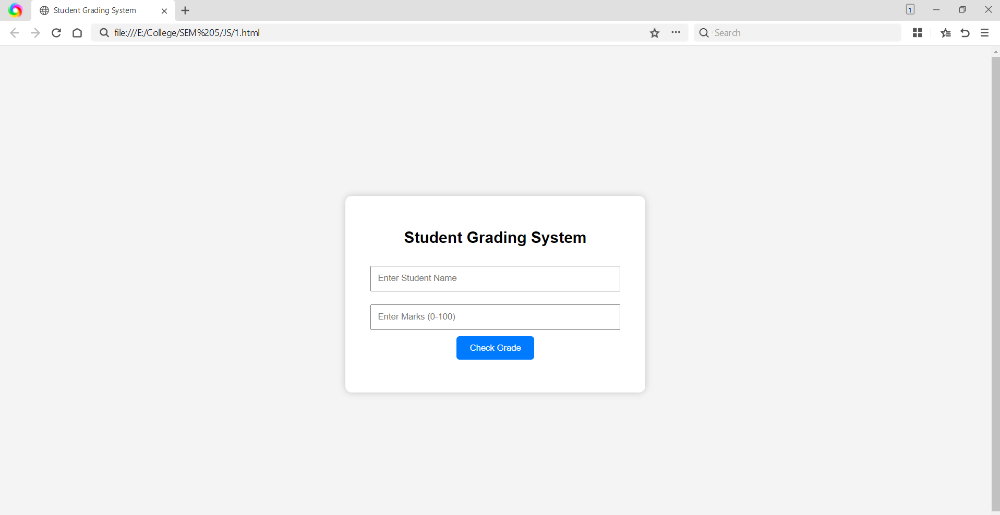 Student Grading System
1
file:///E:/College/SEM%205/JS/1.html
Search
Student Grading System
Enter Student Name
Enter Marks (0-100)
Check Grade